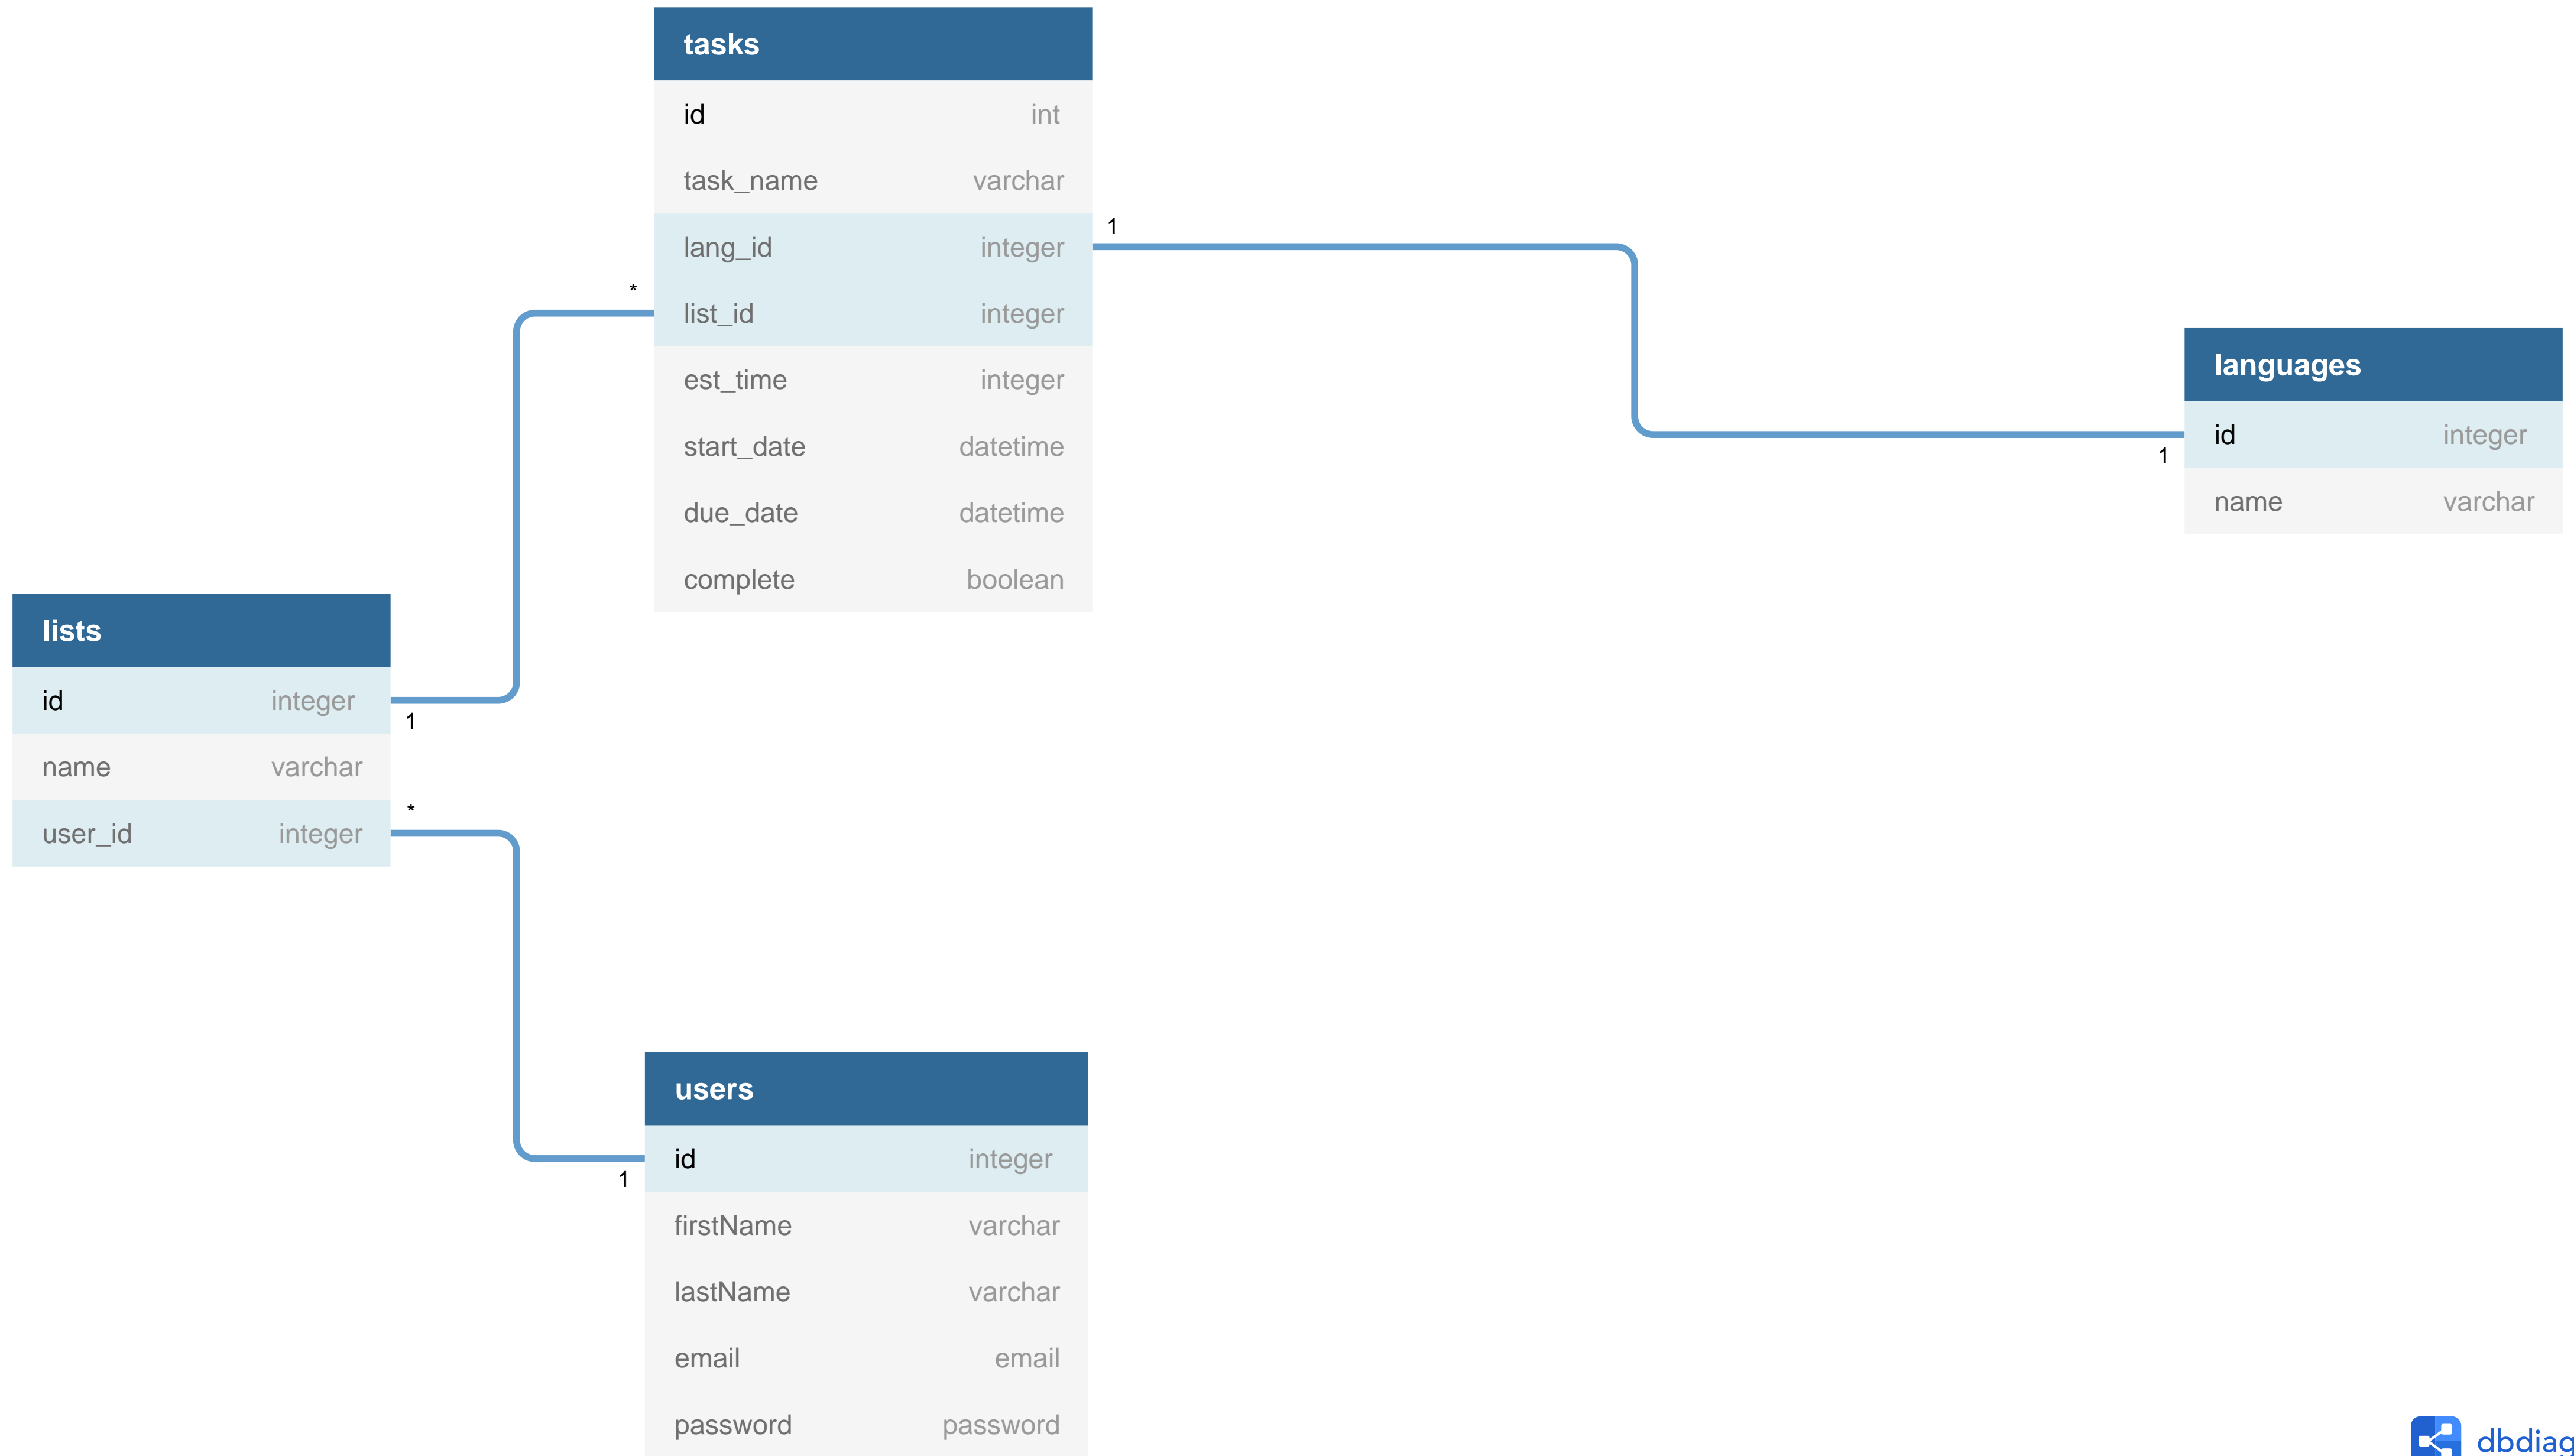 tasks
id int
task_name varchar
lang_id integer
list_id integer
est_time integer
start_date datetime
due_date datetime
complete boolean
1
*
1
languages
id integer
name varchar
lists
id integer
name varchar
user_id integer
1
*
1
users
id integer
firstName varchar
lastName varchar
email email
password password
dbdiag